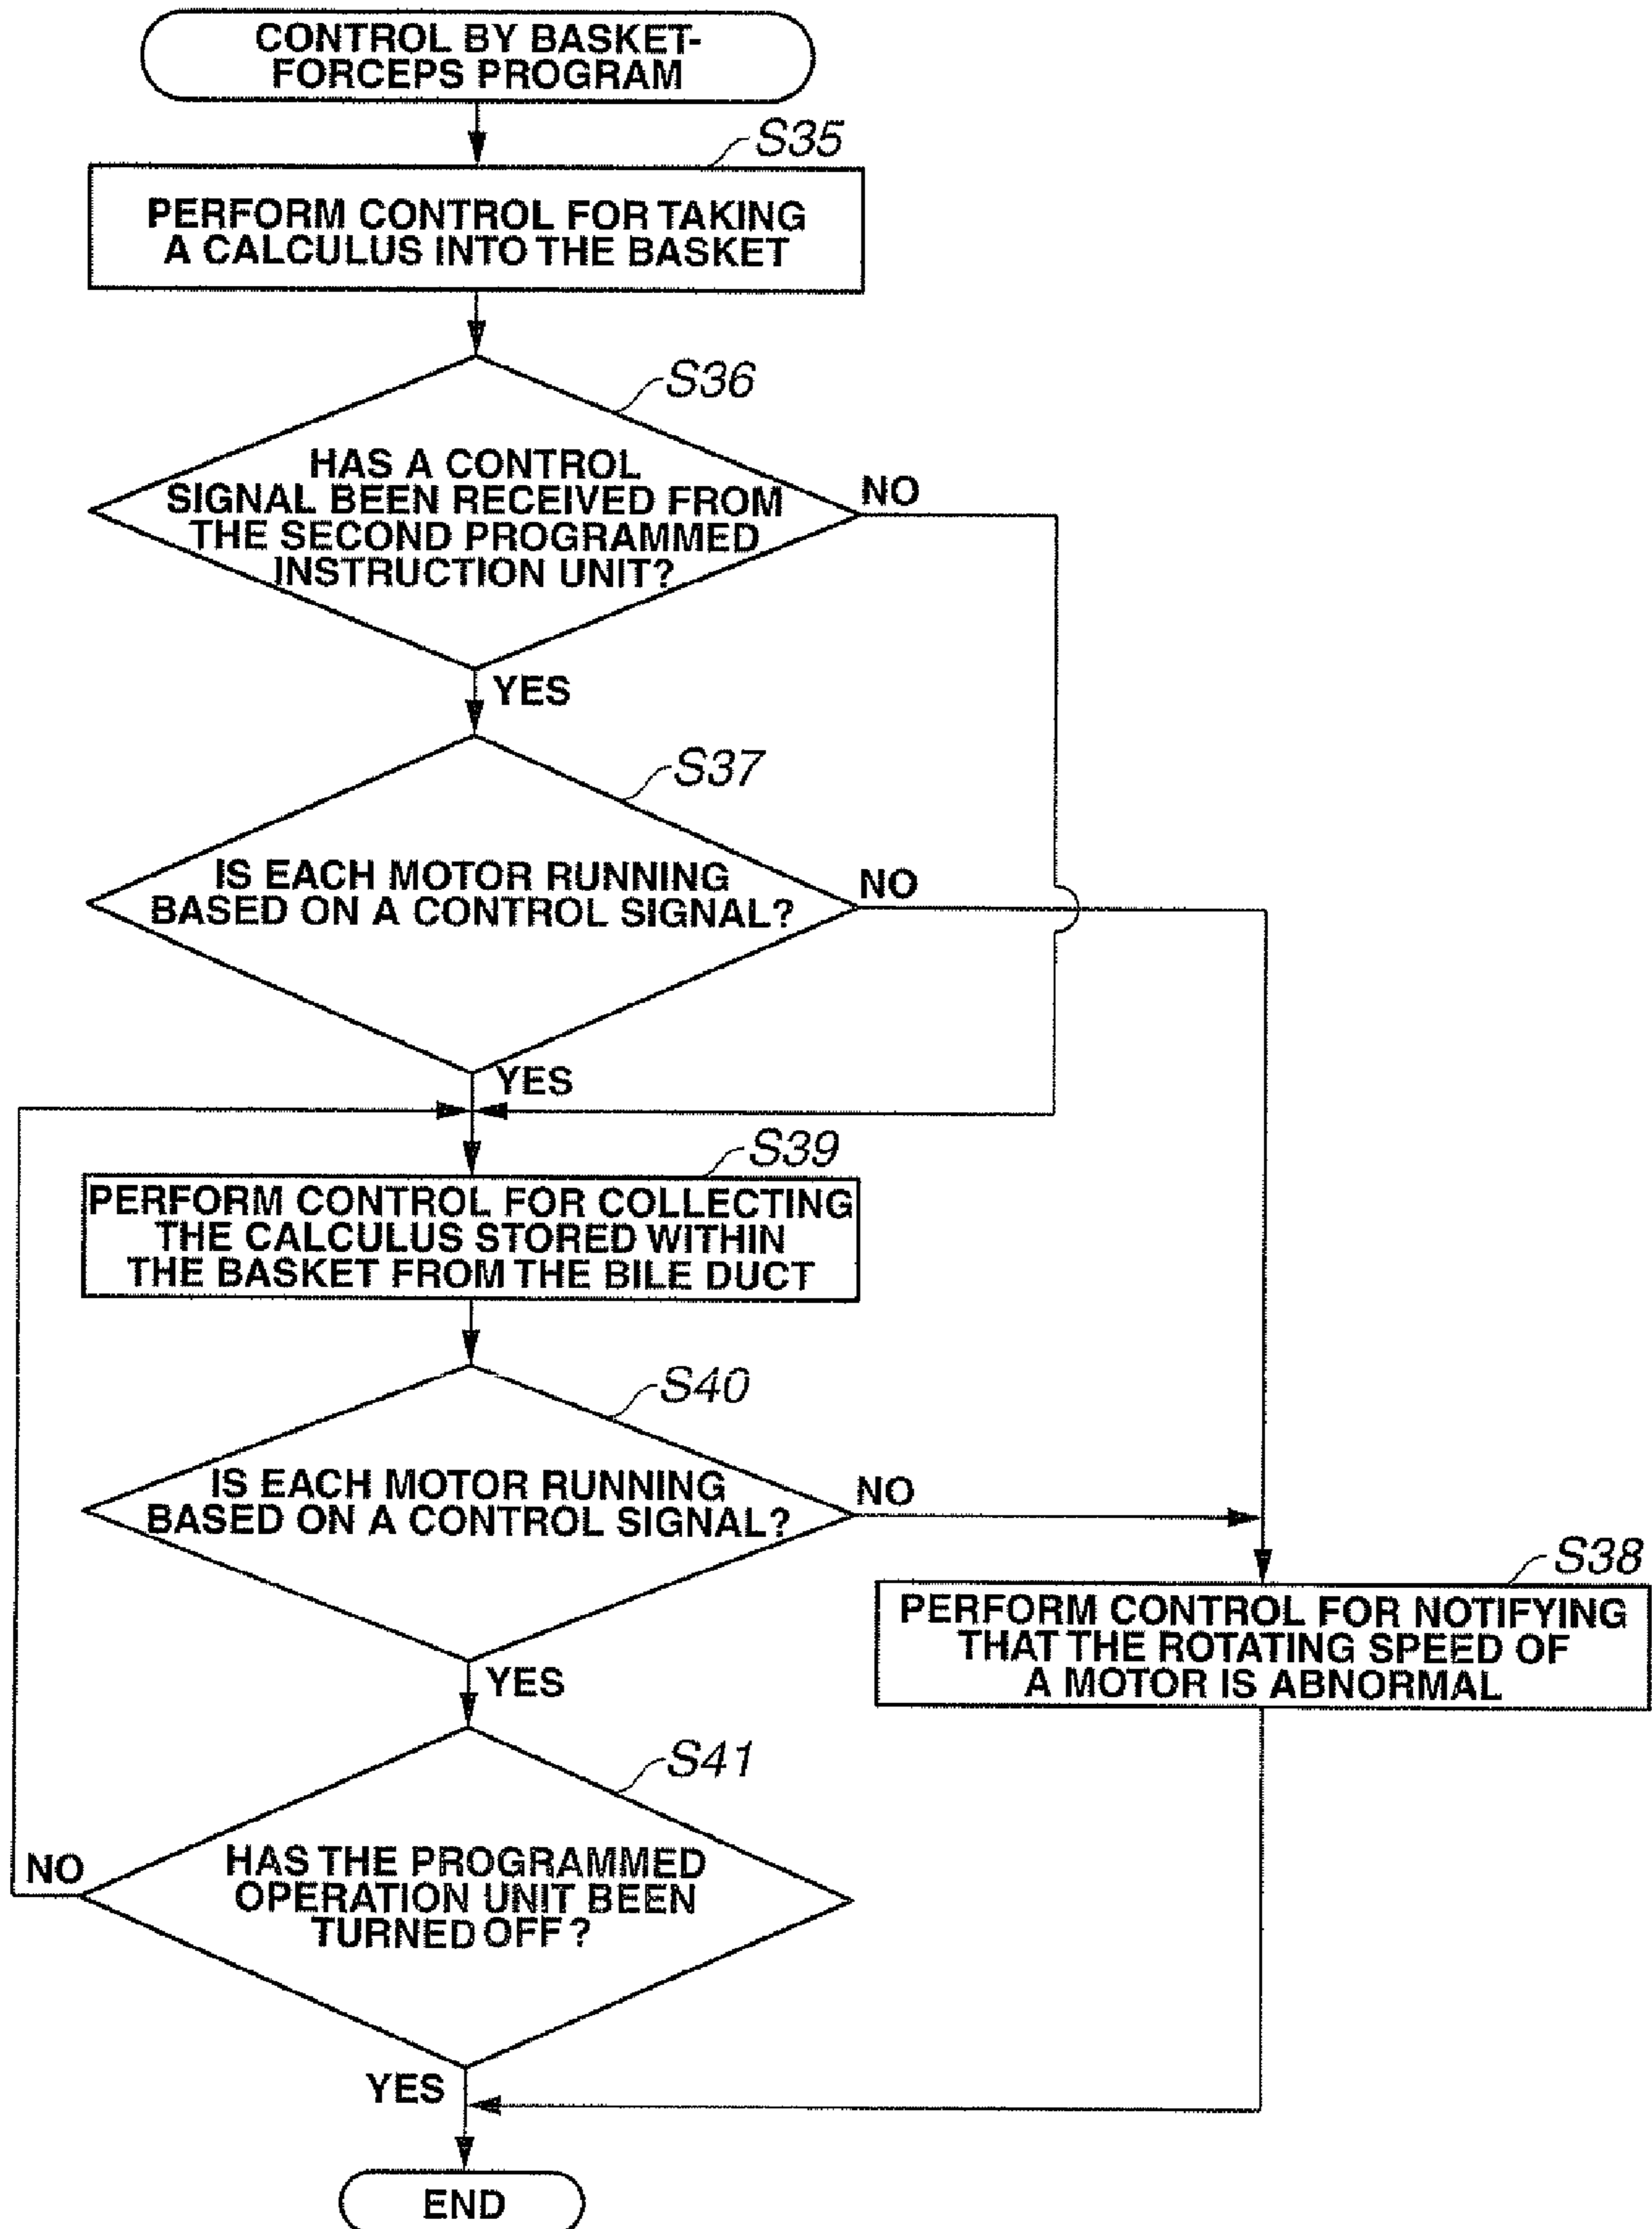 CONTROL BY BASKET-
FORCEPS PROGRAM
S35
PERFORM CONTROL FOR TAKING
A CALCULUS INTO THE BASKET
S36
HAS A CONTROL
SIGNAL BEEN RECEIVED FROM
THE SECOND PROGRAMMED
INSTRUCTION UNIT?
NO
YES
S37
IS EACH MOTOR RUNNING
BASED ON A CONTROL SIGNAL?
NO
YES
S39
PERFORM CONTROL FOR COLLECTING
THE CALCULUS STORED WITHIN
THE BASKET FROM THE BILE DUCT
S40
IS EACH MOTOR RUNNING
BASED ON A CONTROL SIGNAL?
NO
S38
PERFORM CONTROL FOR NOTIFYING
THAT THE ROTATING SPEED OF
A MOTOR IS ABNORMAL
YES
S41
NO
HAS THE PROGRAMMED
OPERATION UNIT BEEN
TURNED OFF?
YES
END